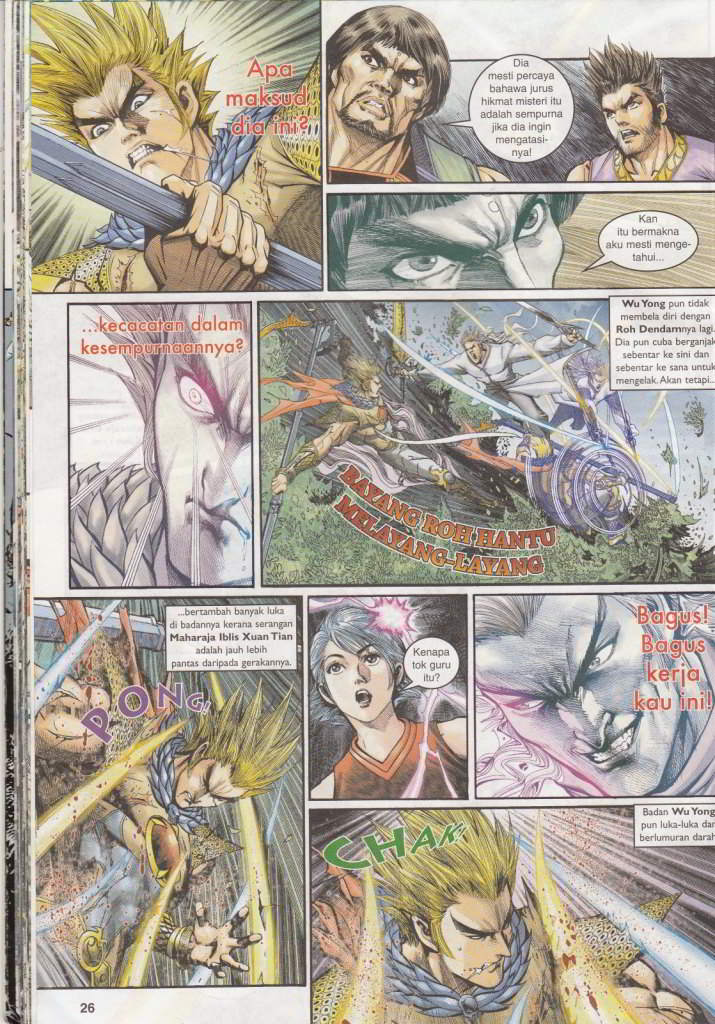 Apa
maksud
dia ini?
Dia
mesti percaya
bahawa jurus
hikmat misteri itu
adalah sempurna
jika dia ingin
mengatasi-
nya!
Kan
itu bermakna
aku mesti menge-
tahui...
...kecacatan dalam
kesempurnaannya?
Wu Yong pun tidak
membela diri dengan
Roh Dendamnya lagi.
Dia pun cuba berganjak
sebentar ke sini dan
sebentar ke sana untuk
mengelak. Akan tetapi...
BAYANG ROH HANTU
MELAYANG-LAYANG
...bertambah banyak luka
di badannya kerana serangan
Maharaja Iblis Xuan Tian
adalah jauh lebih
pantas daripada gerakannya.
PONG!
Kenapa
tok guru
itu?
Bagus!
Bagus
kerja
kau ini!
Badan Wu Yong
pun luka-luka dan
berlumuran darah
CHAK!
26